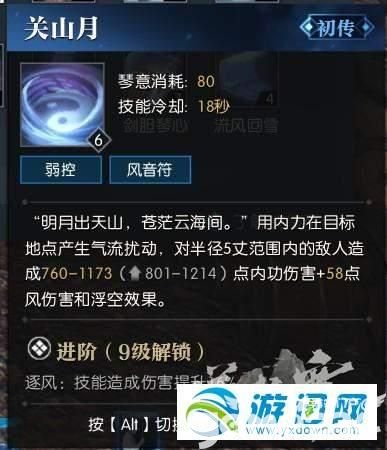 关山月
初传
琴意消耗: 80
技能冷却: 18秒
4
剑胆琴心 流风回雪
6
弱控 风音符
“明月出天山，苍茫云海间。”用内力在目标
地点产生气流扰动，对半径5丈范围内的敌人造
成760-1173（801-1214）点内功伤害+58点
风伤害和浮空效果。
进阶（9级解锁）
逐风：技能造成伤害提升
按【Alt】切换
游戏网
www.yxdown.com